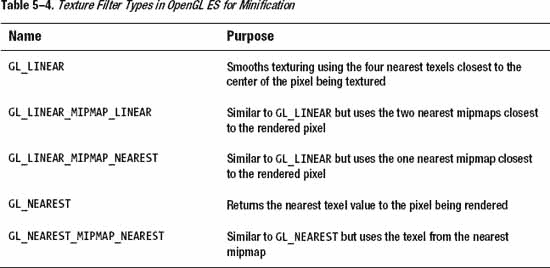 Table 5–4. Texture Filter Types in OpenGL ES for Minification
Name Purpose
GL_LINEAR Smooths texturing using the four nearest texels closest to the
center of the pixel being textured
GL_LINEAR_MIPMAP_LINEAR Similar to GL_LINEAR but uses the two nearest mipmaps closest
to the rendered pixel
GL_LINEAR_MIPMAP_NEAREST Similar to GL_LINEAR but uses the one nearest mipmap closest
to the rendered pixel
GL_NEAREST Returns the nearest texel value to the pixel being rendered
GL_NEAREST_MIPMAP_NEAREST Similar to GL_NEAREST but uses the texel from the nearest
mipmap